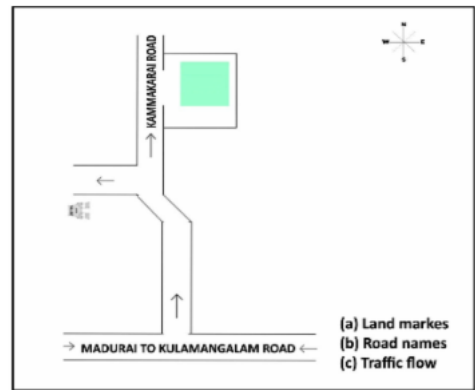 N
W E
S
KAMMAKARAI ROAD
(a) Land markes
(b) Road names
(c) Traffic flow
MADURAI TO KULAMANGALAM ROAD